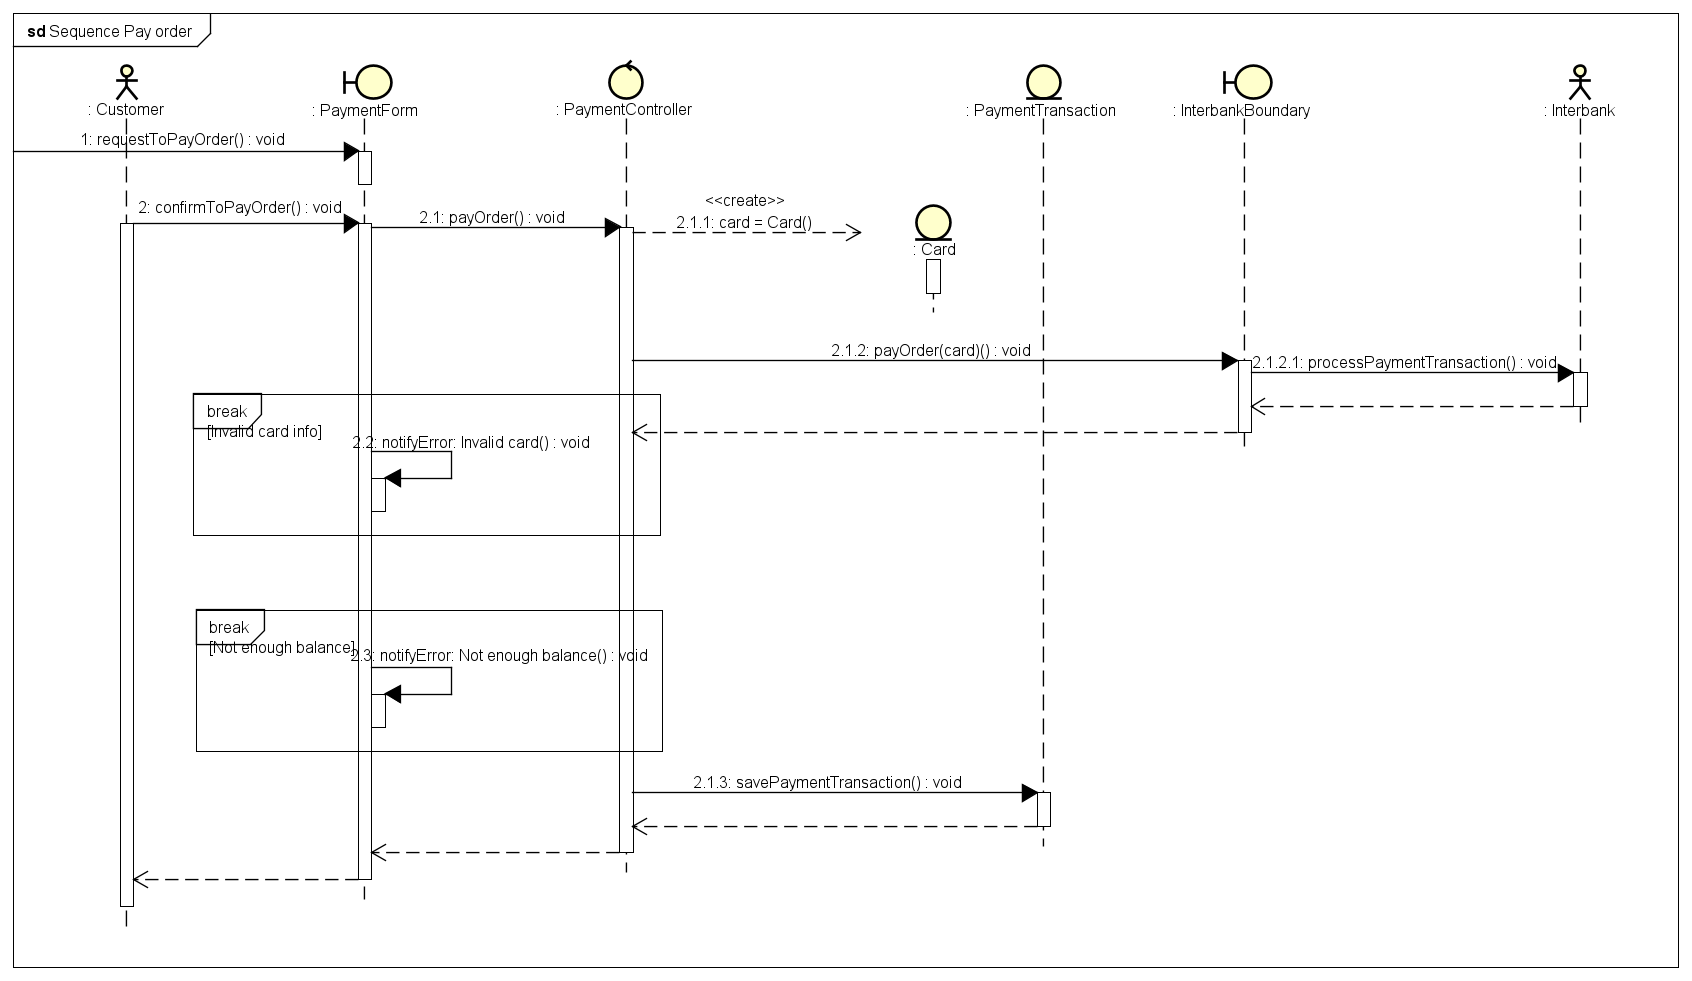 sd Sequence Pay order
: Customer
: PaymentForm
: PaymentController
: PaymentTransaction
: InterbankBoundary
: Interbank
1: requestToPayOrder() : void
2: confirmToPayOrder() : void
2.1: payOrder() : void
<<create>>
2.1.1: card = Card()
: Card
2.1.2: payOrder(card)() : void
2.1.2.1: processPaymentTransaction() : void
break
[Invalid card info]
2.2: notifyError: Invalid card() : void
break
[Not enough balance]
2.3: notifyError: Not enough balance() : void
2.1.3: savePaymentTransaction() : void